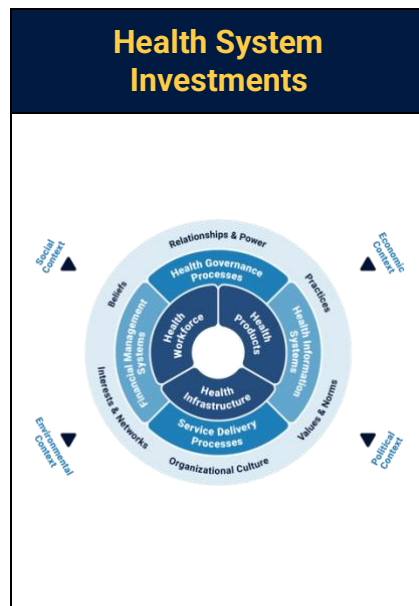 Health System
Investments
Social
Context
Economic
Context
Relationships & Power
Beliefs
Practices
Health Governance
Processes
Financial Management
Systems
Health Information
Systems
Health
Workforce
Health
Products
Health
Infrastructure
Service Delivery
Processes
Interests & Networks
Values & Norms
Organizational Culture
Environmental
Context
Political
Context